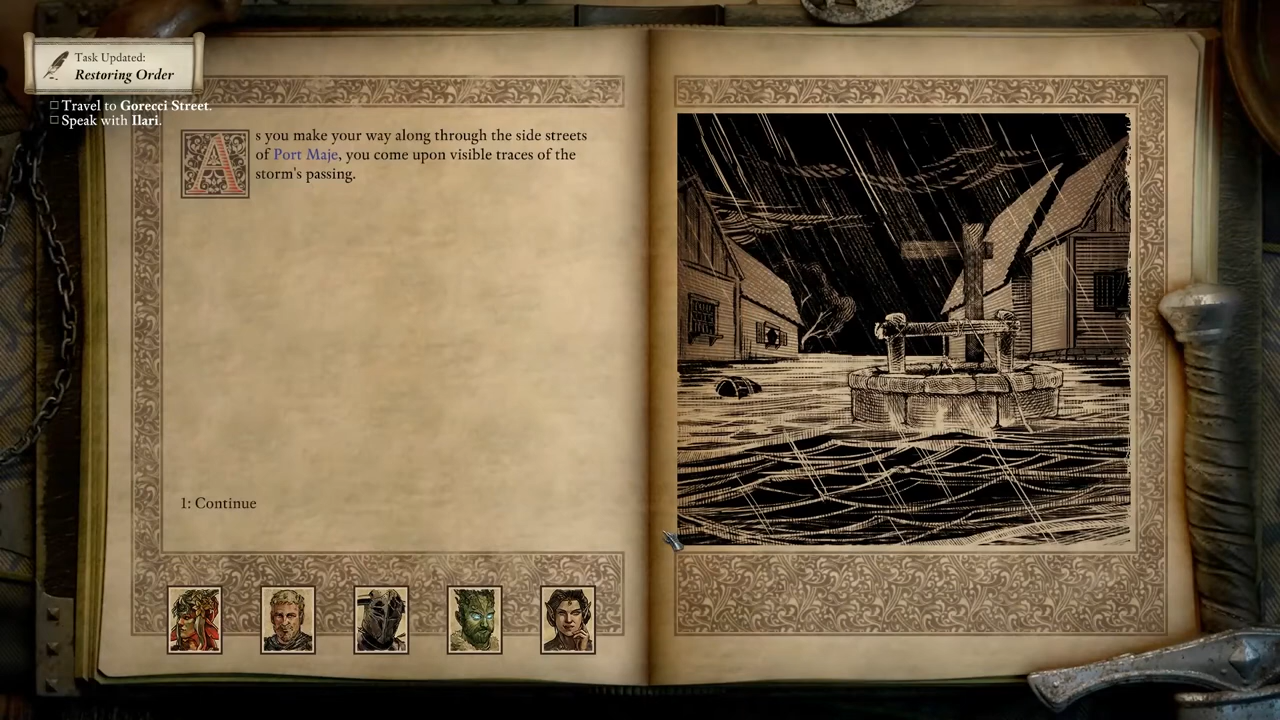 Task Updated:
Restoring Order
Travel to Gorecci Street.
Speak with Ilari.
As you make your way along through the side streets
of Port Maje, you come upon visible traces of the
storm's passing.
1: Continue